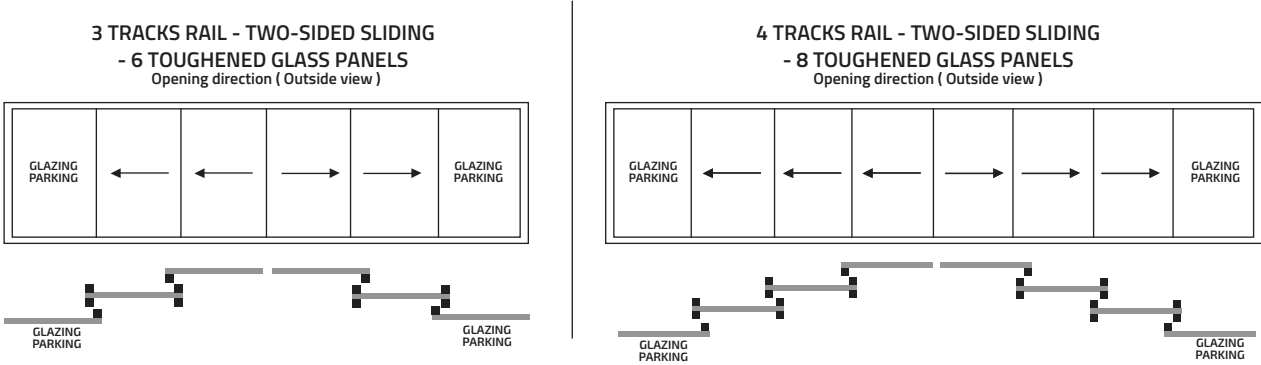 3 TRACKS RAIL - TWO-SIDED SLIDING
- 6 TOUGHENED GLASS PANELS
Opening direction ( Outside view )
GLAZING
PARKING
GLAZING
PARKING
GLAZING
PARKING
GLAZING
PARKING
4 TRACKS RAIL - TWO-SIDED SLIDING
- 8 TOUGHENED GLASS PANELS
Opening direction ( Outside view )
GLAZING
PARKING
GLAZING
PARKING
GLAZING
PARKING
GLAZING
PARKING